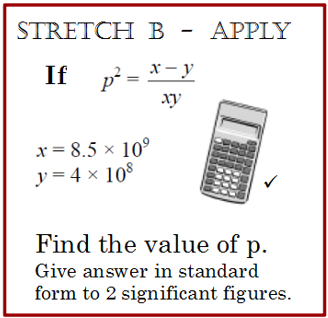 STRETCH B - APPLY
If p² = x − y / xy
x = 8.5 × 10⁹
y = 4 × 10⁸
Find the value of p.
Give answer in standard
form to 2 significant figures.